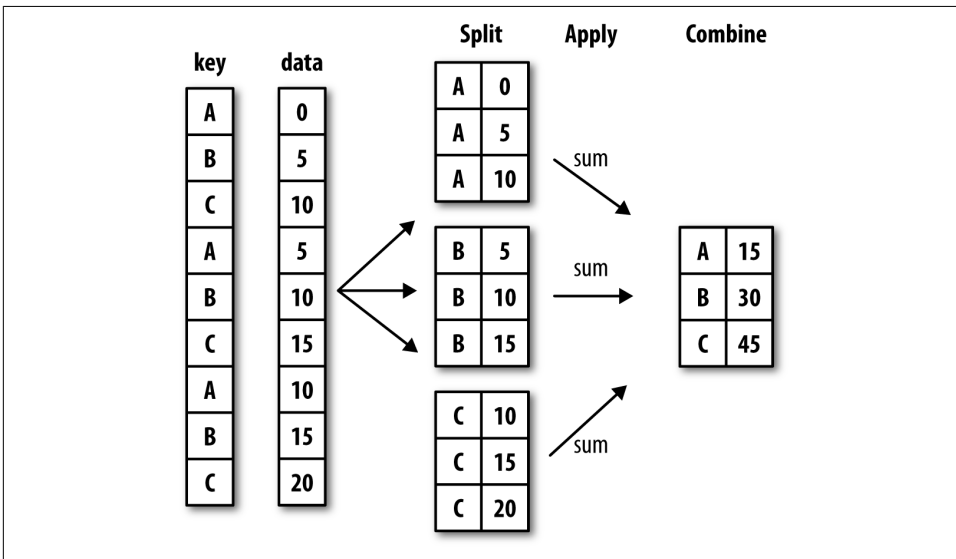 Split Apply Combine
key data
A 0
B 5
C 10
A 5
B 10
C 15
A 10
B 15
C 20
A 0
A 5
A 10
B 5
B 10
B 15
C 10
C 15
C 20
sum
sum
sum
A 15
B 30
C 45